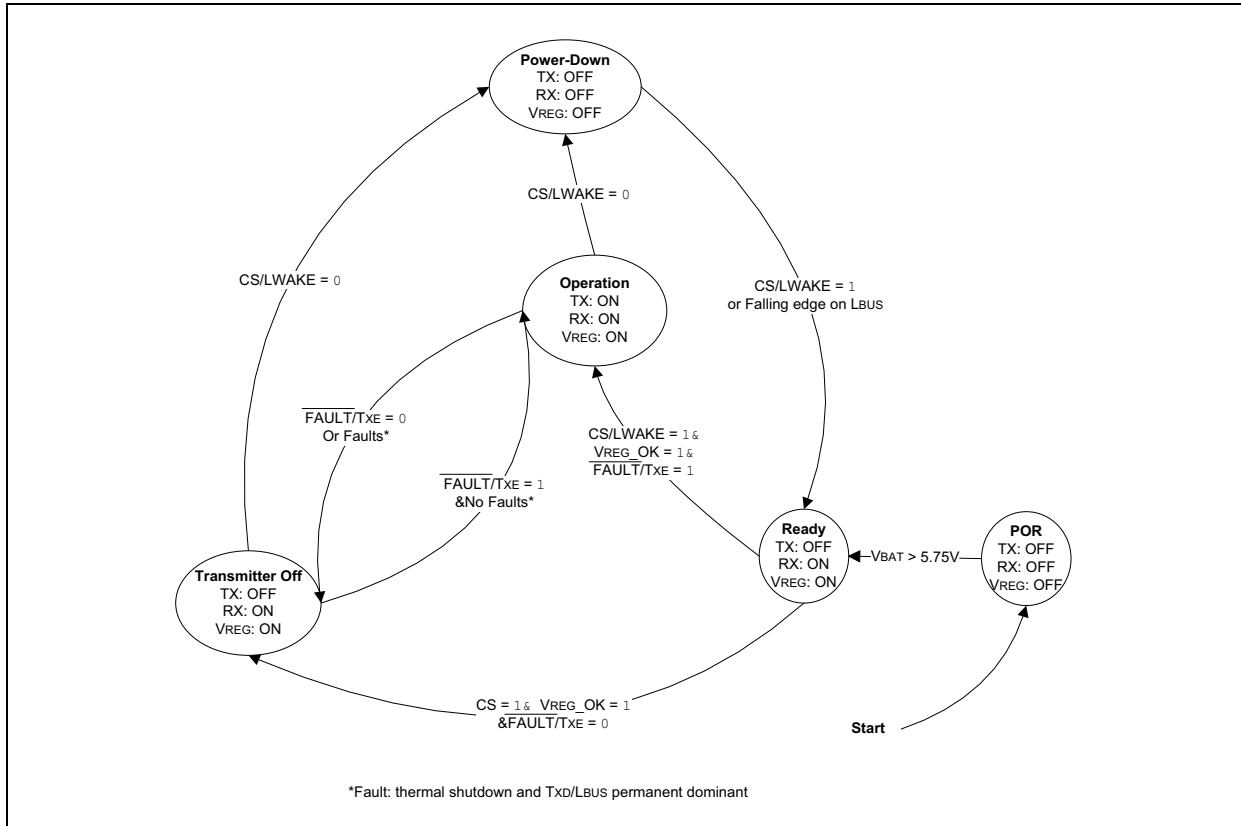 Power-Down
TX: OFF
RX: OFF
VREG: OFF
CS/LWAKE = 0
CS/LWAKE = 0
Operation
TX: ON
RX: ON
VREG: ON
CS/LWAKE = 1
or Falling edge on LBUS
FAULT/TXE = 0
Or Faults*
FAULT/TXE = 1
&No Faults*
CS/LWAKE = 1&
VREG_OK = 1&
FAULT/TXE = 1
Ready
TX: OFF
RX: ON
VREG: ON
VBAT > 5.75V
POR
TX: OFF
RX: OFF
VREG: OFF
Transmitter Off
TX: OFF
RX: ON
VREG: ON
CS = 1& VREG_OK = 1
&FAULT/TXE = 0
Start
*Fault: thermal shutdown and TXD/LBUS permanent dominant